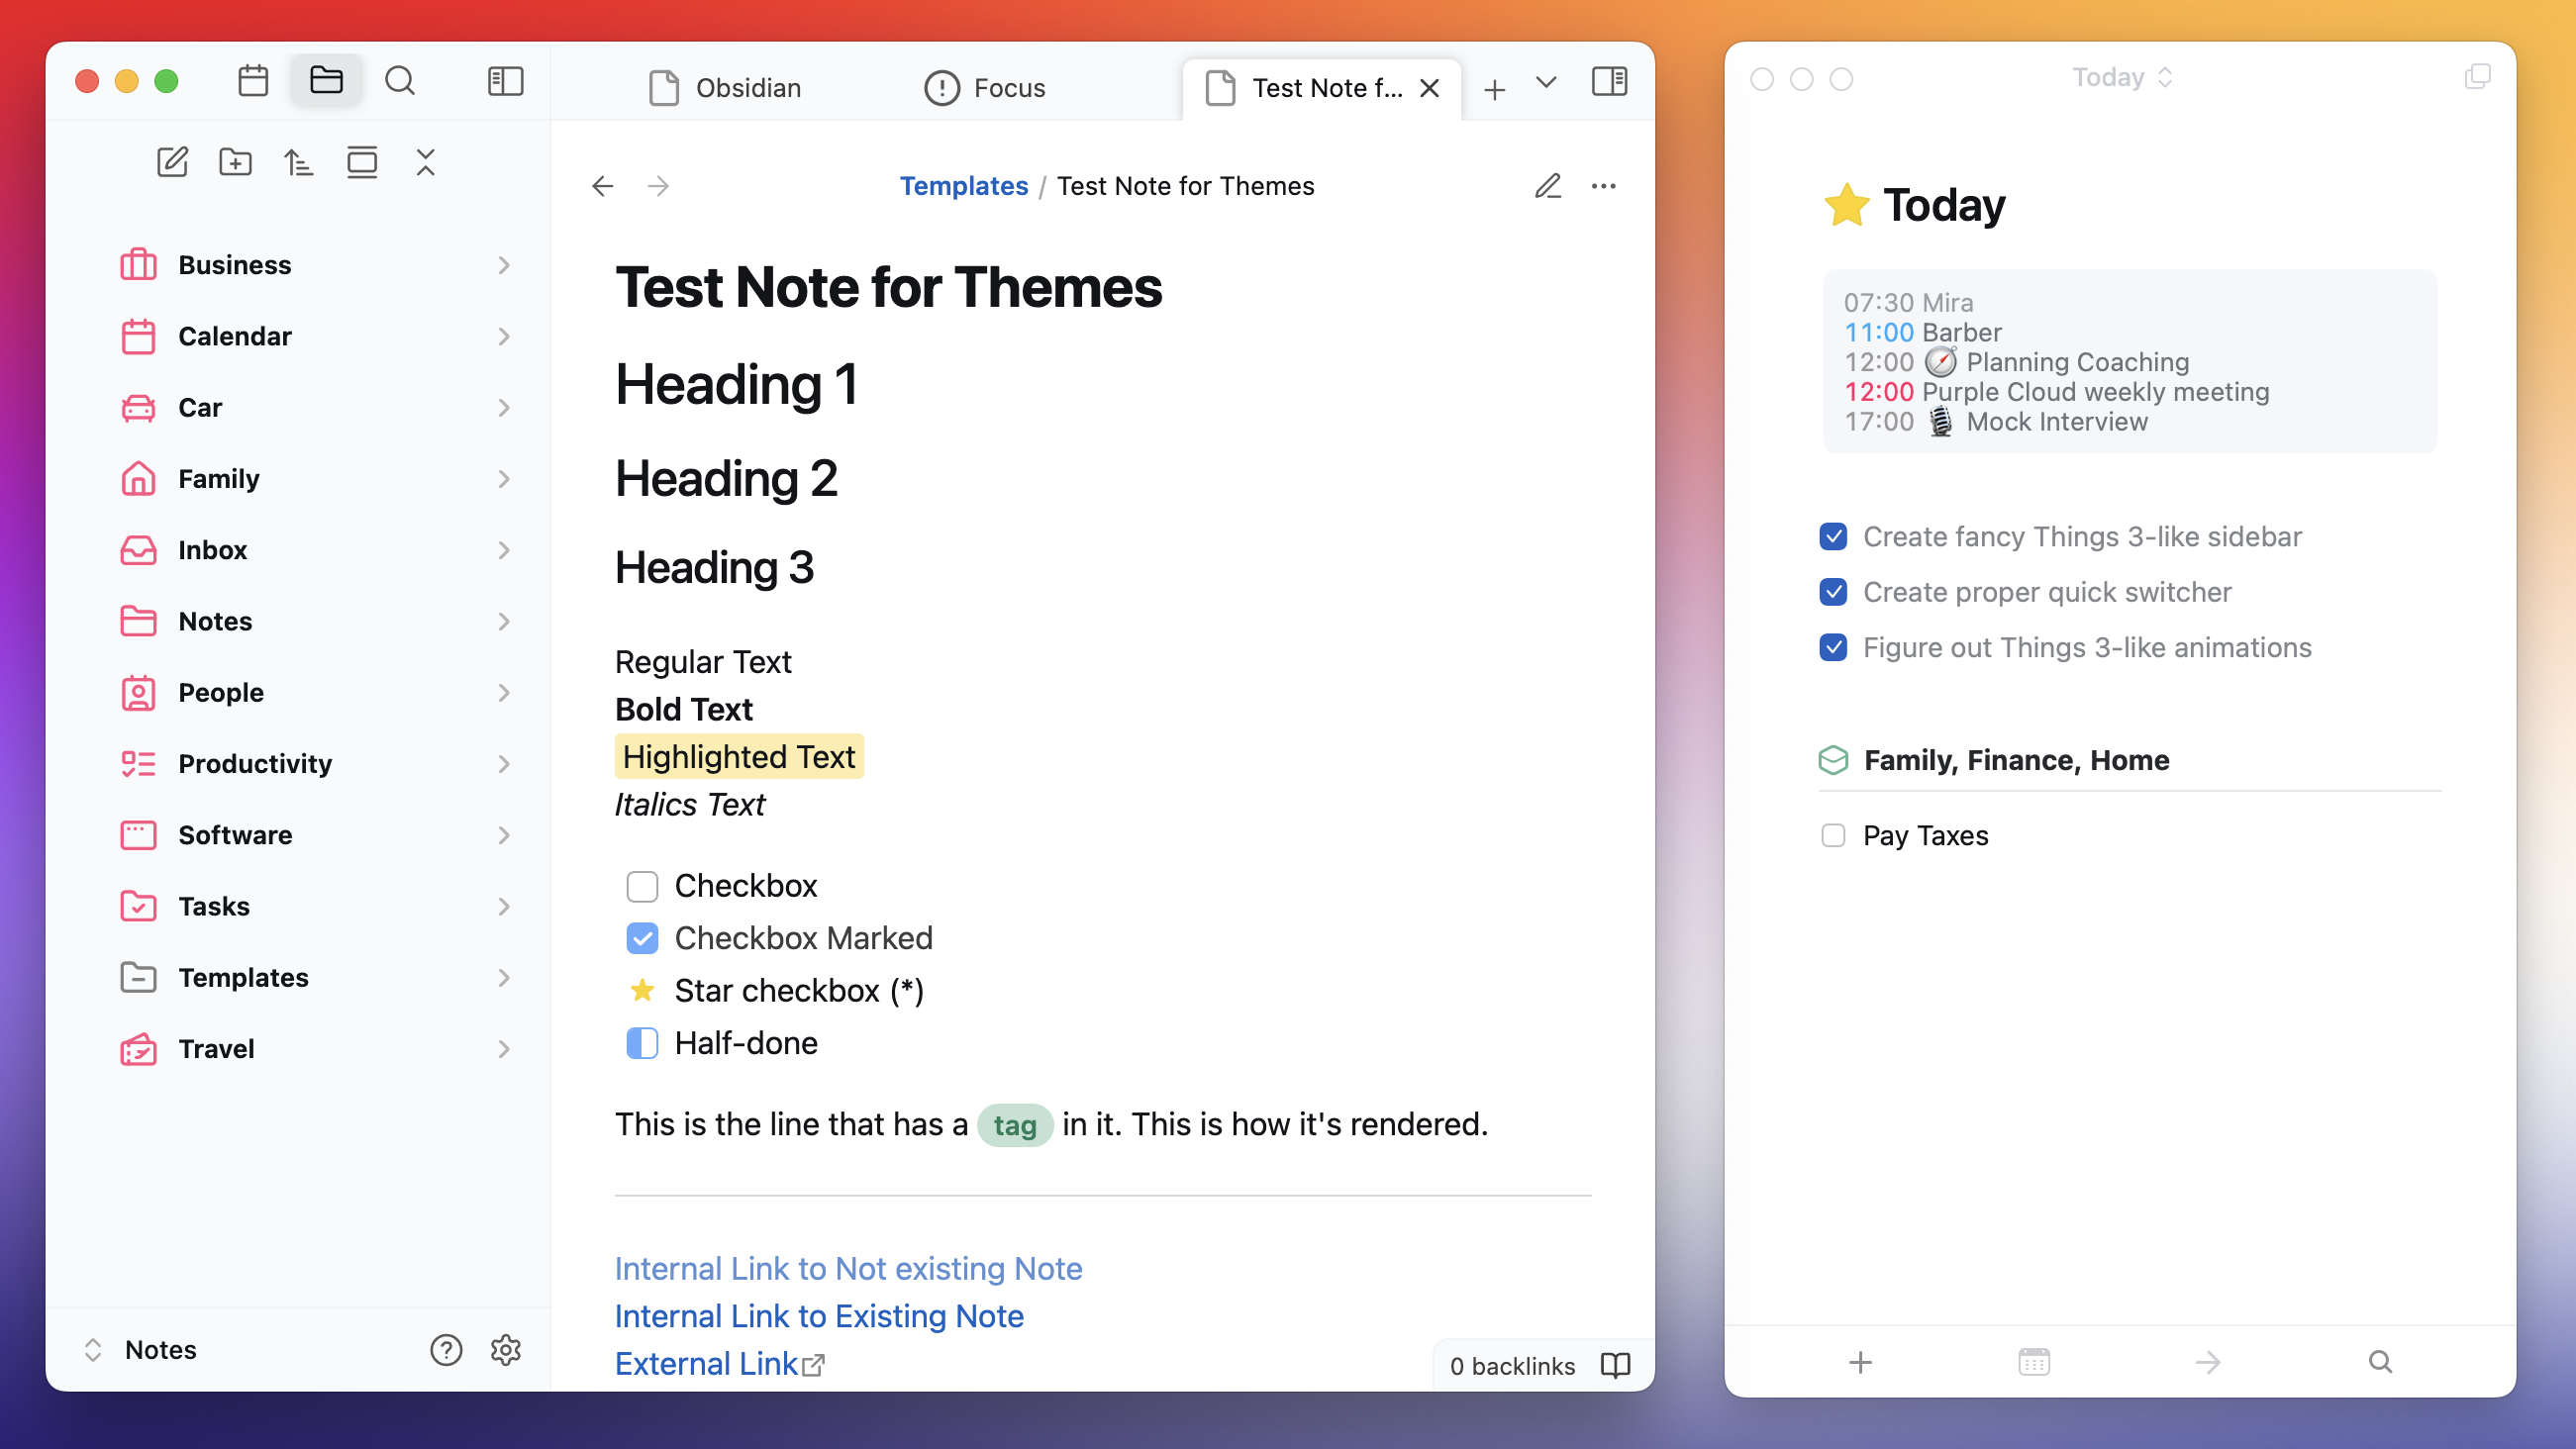 Obsidian
Focus
Test Note f...
Business
Calendar
Car
Family
Inbox
Notes
People
Productivity
Software
Tasks
Templates
Travel
Notes
Templates / Test Note for Themes
Test Note for Themes
Heading 1
Heading 2
Heading 3
Regular Text
Bold Text
Highlighted Text
Italics Text
Checkbox
Checkbox Marked
Star checkbox (*)
Half-done
This is the line that has a tag in it. This is how it's rendered.
Internal Link to Not existing Note
Internal Link to Existing Note
External Link
0 backlinks
Today
Today
07:30 Mira
11:00 Barber
12:00 🧭 Planning Coaching
12:00 Purple Cloud weekly meeting
17:00 🎙️ Mock Interview
Create fancy Things 3-like sidebar
Create proper quick switcher
Figure out Things 3-like animations
Family, Finance, Home
Pay Taxes